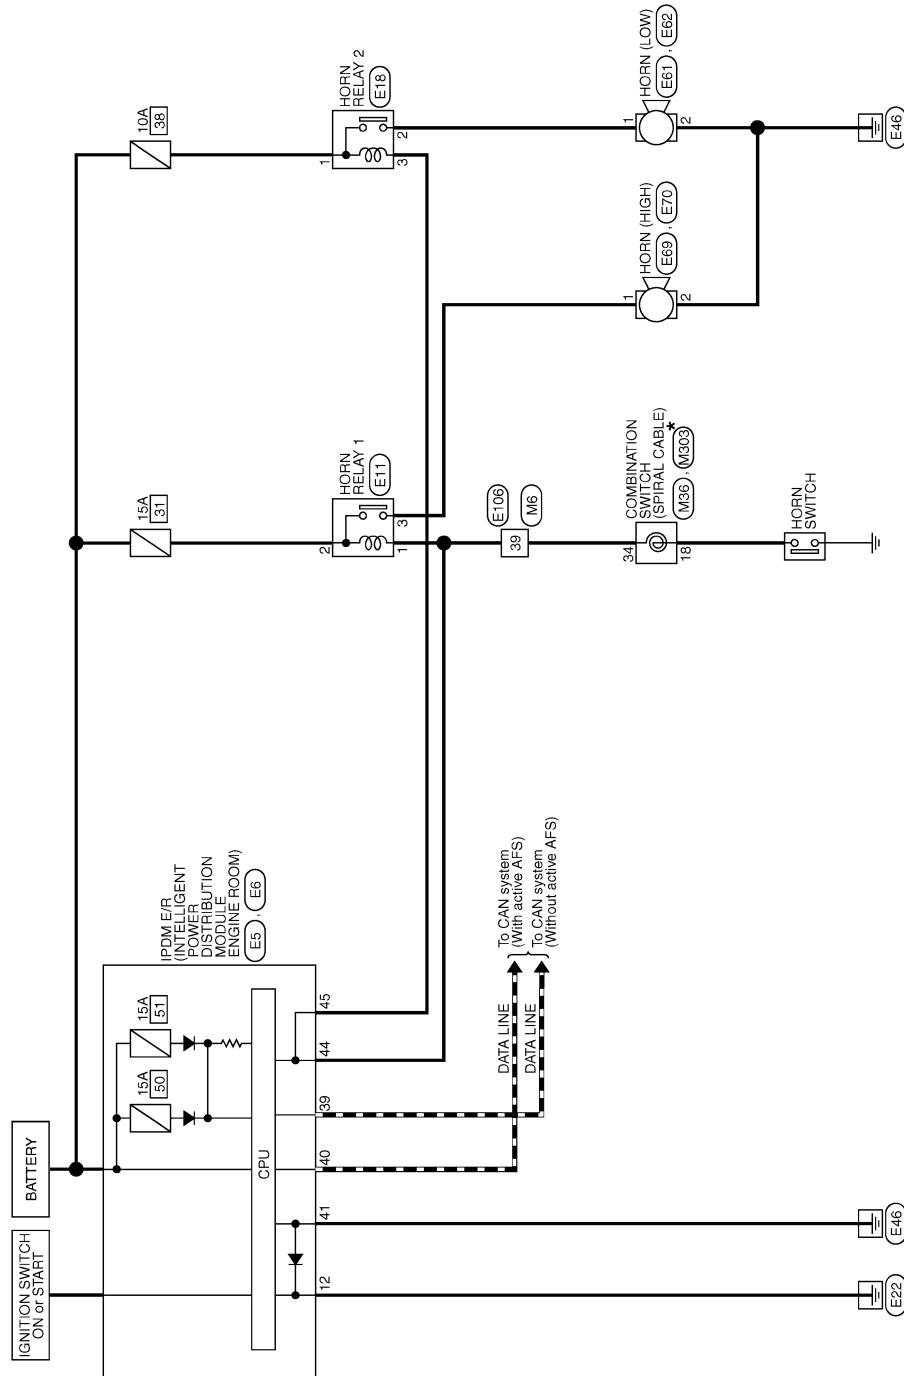 IGNITION SWITCH
ON or START
BATTERY
15A
50
15A
51
IPDM E/R
(INTELLIGENT
POWER
DISTRIBUTION
MODULE
ENGINE ROOM)
E5 , E6
CPU
12
41
40
39
44
45
DATA LINE
DATA LINE
To CAN system
(With active AFS)
To CAN system
(Without active AFS)
E22
E46
15A
31
10A
38
HORN
RELAY 1
E11
2
1
3
HORN
RELAY 2
E18
1
3
2
E106
39
M6
COMBINATION
SWITCH
(SPIRAL CABLE)
M36 , M303 *
34
18
HORN
SWITCH
HORN (HIGH)
E69 , E70
1
2
HORN (LOW)
E61 , E62
1
2
E46